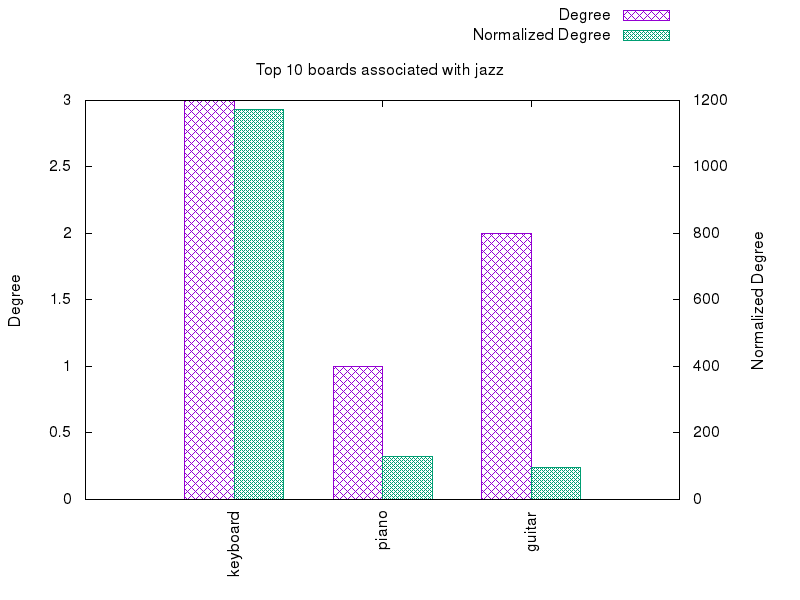 Degree
Normalized Degree
Top 10 boards associated with jazz
3
2.5
2
1.5
1
0.5
0
1200
1000
800
600
400
200
0
Degree
Normalized Degree
keyboard
piano
guitar